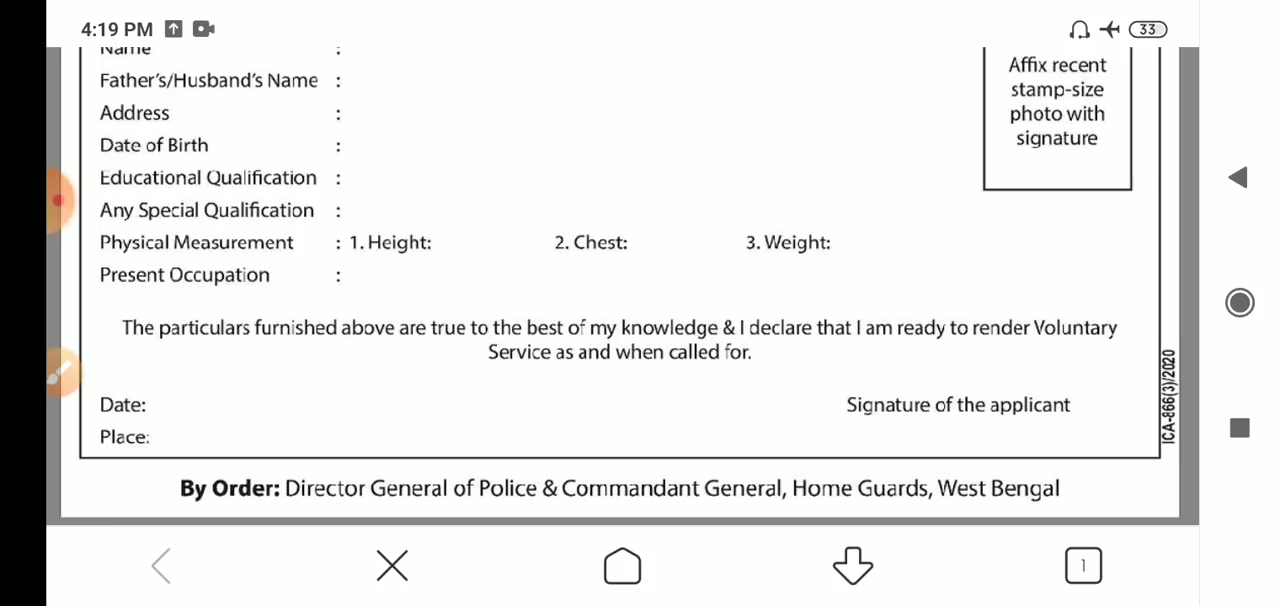 4:19 PM
33
Name :
Father's/Husband's Name :
Address :
Date of Birth :
Educational Qualification :
Any Special Qualification :
Physical Measurement : 1. Height: 2. Chest: 3. Weight:
Present Occupation :
Affix recent
stamp-size
photo with
signature
The particulars furnished above are true to the best of my knowledge & I declare that I am ready to render Voluntary
Service as and when called for.
Date:
Signature of the applicant
Place:
ICA-866(3)/2020
By Order: Director General of Police & Commandant General, Home Guards, West Bengal
1